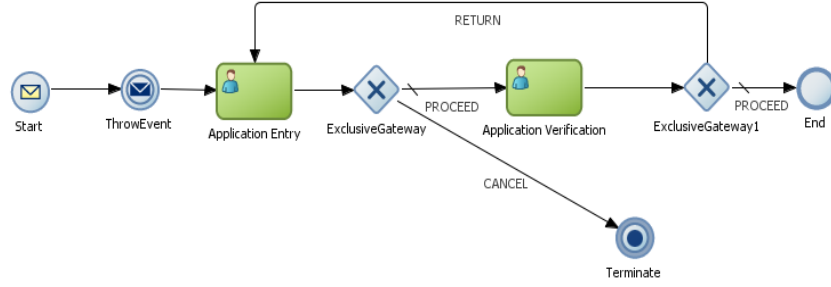 RETURN
PROCEED
PROCEED
Start
ThrowEvent
Application Entry
ExclusiveGateway
Application Verification
ExclusiveGateway1
End
CANCEL
Terminate